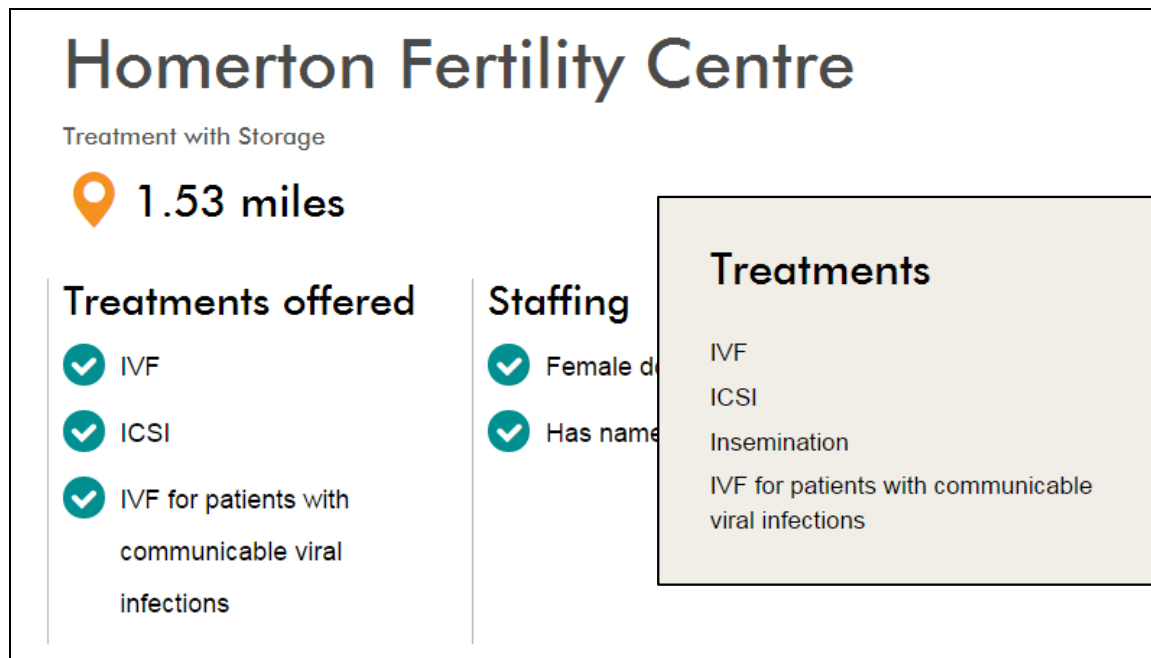 Homerton Fertility Centre
Treatment with Storage
1.53 miles
Treatments offered
IVF
ICSI
IVF for patients with
communicable viral
infections
Staffing
Female
Has name
Treatments
IVF
ICSI
Insemination
IVF for patients with communicable
viral infections